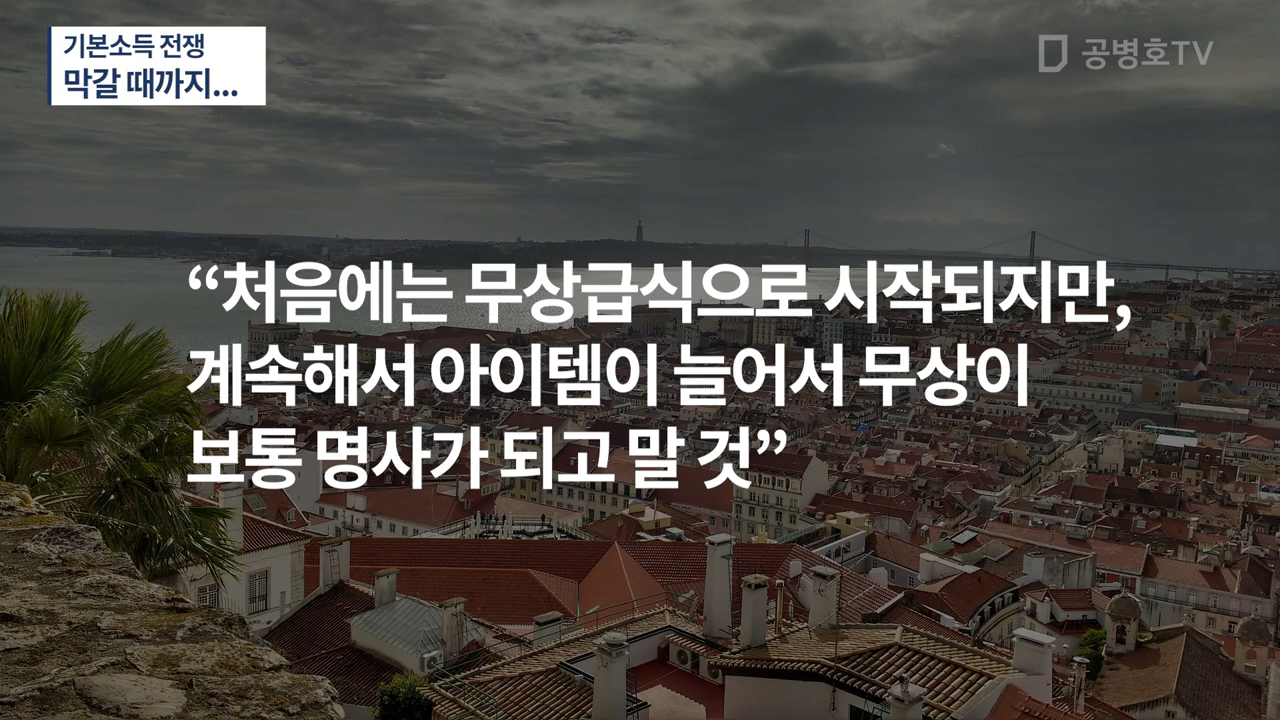 기본소득 전쟁
막갈 때까지...
공병호TV
“처음에는 무상급식으로 시작되지만,
계속해서 아이템이 늘어서 무상이
보통 명사가 되고 말 것”